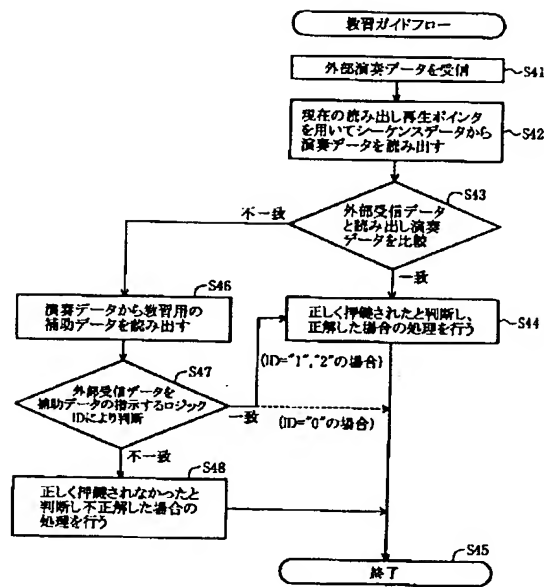 教習ガイドフロー
外部演奏データを受信
S41
現在の読み出し再生ポインタ
を用いてシーケンスデータから
演奏データを読み出す
S42
S43
外部受信データ
と読み出し演奏
データを比較
不一致
一致
S46
演奏データから教習用の
補助データを読み出す
正しく押鍵されたと判断し、
正解した場合の処理を行う
S44
(ID="1","2"の場合)
S47
外部受信データを
補助データの指示するロジック
IDにより判断
一致
(ID="0"の場合)
不一致
S48
正しく押鍵されなかったと
判断し不正解した場合の
処理を行う
S45
終了